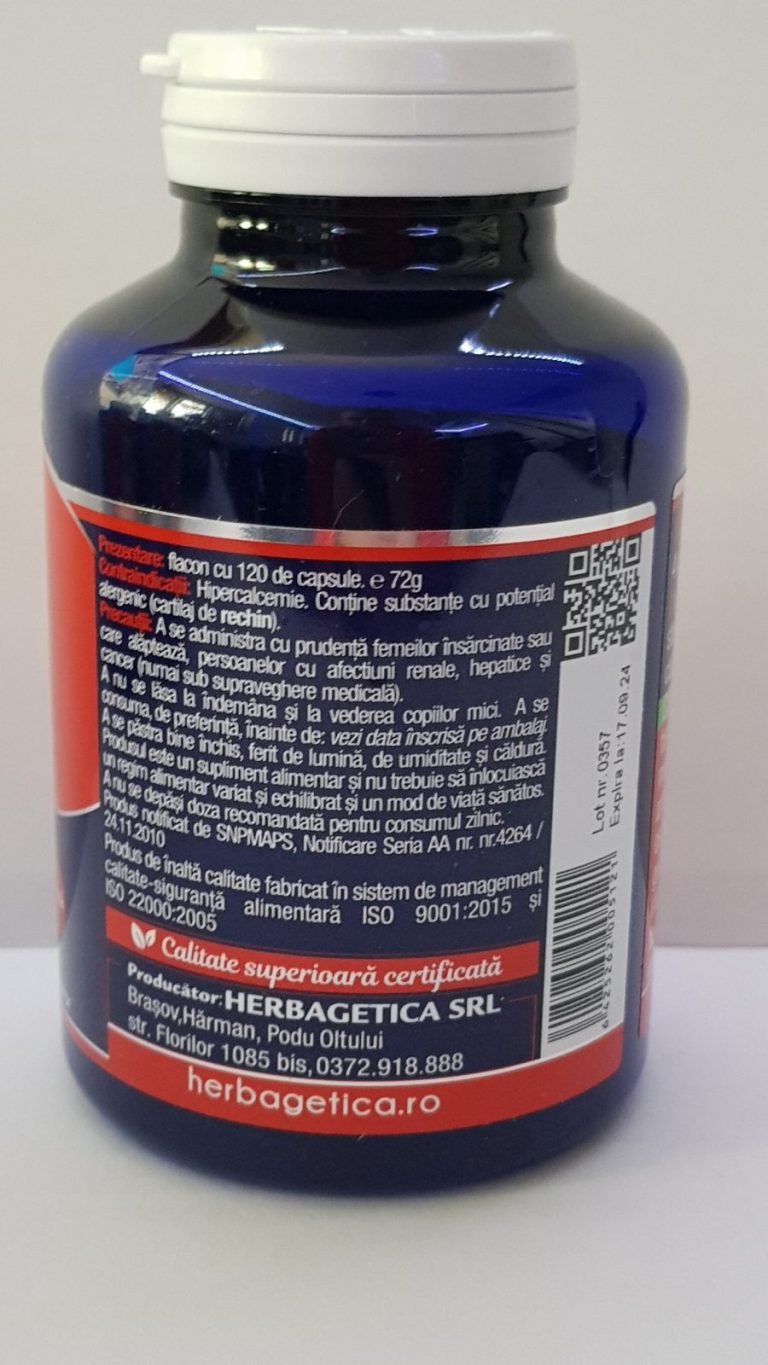 Prezentare: flacon cu 120 de capsule. e 72g
Contraindicații: Hipercalcemie. Conține substanțe cu potențial
alergenic (cartilaj de rechin).
Precauții: A se administra cu prudență femeilor însărcinate sau
care alăptează, persoanelor cu afectiuni renale, hepatice și
cancer (numai sub supraveghere medicală).
A nu se lăsa la îndemâna și la vederea copiilor mici. A se
consuma, de preferință, înainte de: vezi data înscrisă pe ambalaj.
A se păstra bine închis, ferit de lumină, de umiditate și căldură.
Produsul este un supliment alimentar și nu trebuie să înlocuiască
un regim alimentar variat și echilibrat și un mod de viață sănătos.
A nu se depăși doza recomandată pentru consumul zilnic.
Produs notificat de SNPMAPS, Notificare Seria AA nr. nr.4264 /
24.11.2010
Produs de înaltă calitate fabricat în sistem de management
calitate-siguranță alimentară ISO 9001:2015 și
ISO 22000:2005
Calitate superioară certificată
Producător: HERBAGETICA SRL
Brașov, Hărman, Podu Oltului
str. Florilor 1085 bis, 0372.918.888
herbagetica.ro
Lot nr. 0357
Expira la: 17.09.24
6425262005121